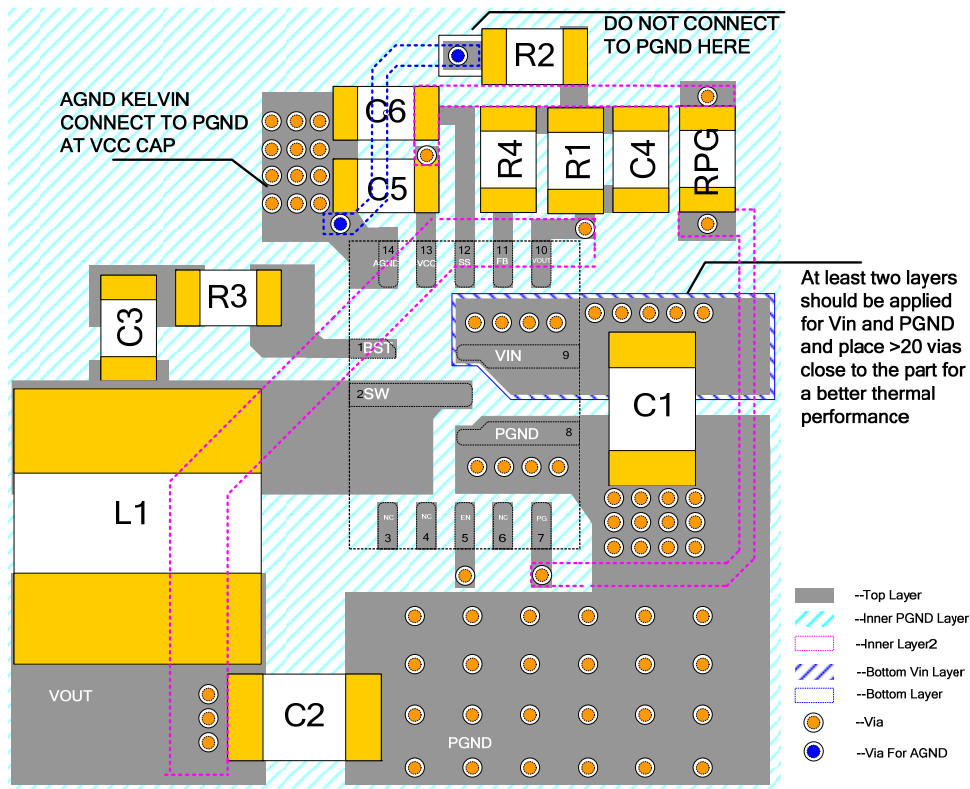 DO NOT CONNECT
TO PGND HERE
R2
AGND KELVIN
CONNECT TO PGND
AT VCC CAP
C6
C5
R4
R1
C4
RPG
14
13
12
11
10
AGND
VCC
SS
FB
VOUT
At least two layers
should be applied
for Vin and PGND
and place >20 vias
close to the part for
a better thermal
performance
R3
C3
1
BST
VIN
9
2
SW
C1
PGND
8
L1
NC
NC
EN
NC
PG
3
4
5
6
7
--Top Layer
--Inner PGND Layer
--Inner Layer2
--Bottom Vin Layer
--Bottom Layer
--Via
--Via For AGND
VOUT
C2
PGND